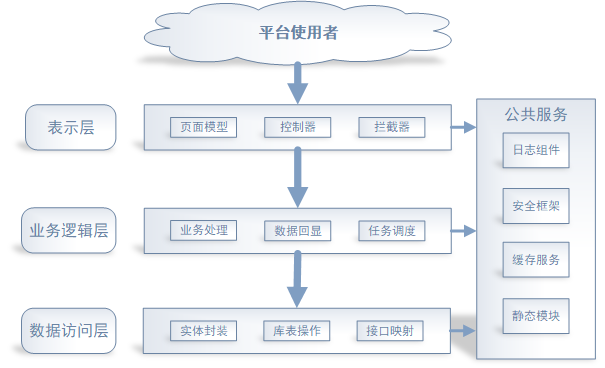 平台使用者
表示层
页面模型
控制器
拦截器
业务逻辑层
业务处理
数据回显
任务调度
数据访问层
实体封装
库表操作
接口映射
公共服务
日志组件
安全框架
缓存服务
静态模块